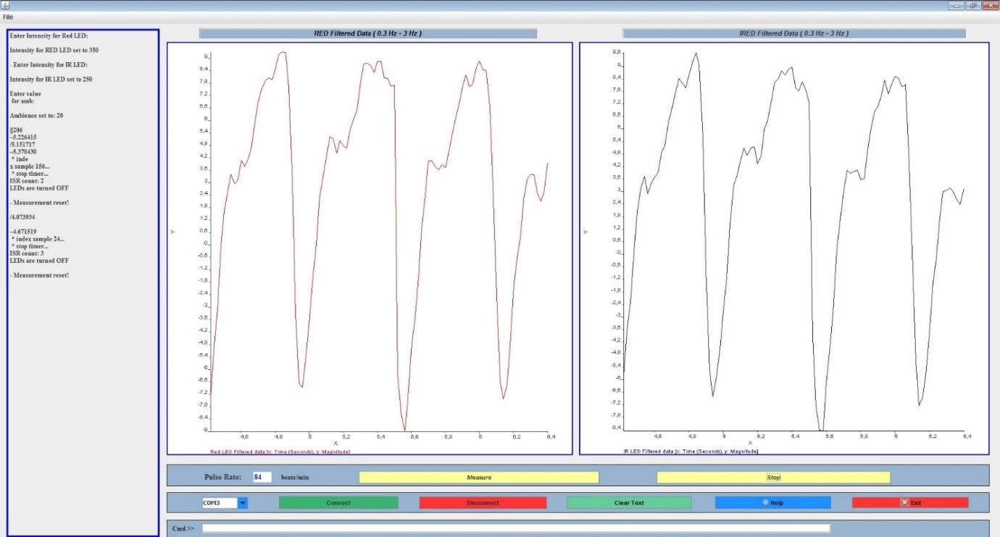 File
Enter Intensity for Red LED:
Intensity for RED LED set to 350
- Enter Intensity for IR LED:
Intensity for IR LED set to 250
Enter value
for amb:
Ambience set to: 20
§206
~5.226415
/5.151717
~5.370430
* inde
x sample 156...
* stop timer...
ISR count: 2
LEDs are turned OFF
- Measurement reset!
/4.073934
~4.671519
* index sample 24...
* stop timer...
ISR count: 3
LEDs are turned OFF
- Measurement reset!
RED Filtered Data ( 0.3 Hz - 3 Hz )
9
8,4
7,8
7,2
6,6
6
5,4
4,8
4,2
3,6
3
2,4
1,8
1,2
0,6
-0
-0,6
-1,2
-1,8
-2,4
-3
-3,6
-4,2
-4,8
-5,4
-6
-6,6
-7,2
-7,8
-8,4
-9
Y
4,6 4,8 5 5,2 5,4 5,6 5,8 6 6,2 6,4
X
Red LED Filtered data [x: Time (Seconds), y: Magnitude]
IRED Filtered Data ( 0.3 Hz - 3 Hz )
9,6
9
8,4
7,8
7,2
6,6
6
5,4
4,8
4,2
3,6
3
2,4
1,8
1,2
0,6
-0
-0,6
-1,2
-1,8
-2,4
-3
-3,6
-4,2
-4,8
-5,4
-6
-6,6
-7,2
-7,8
-8,4
Y
4,6 4,8 5 5,2 5,4 5,6 5,8 6 6,2 6,4
X
IR LED Filtered data [x: Time (Seconds), y: Magnitude]
Pulse Rate: 84 beats/min Measure Stop
COM3 Connect Disconnect Clear Text Help Exit
Cmd >>